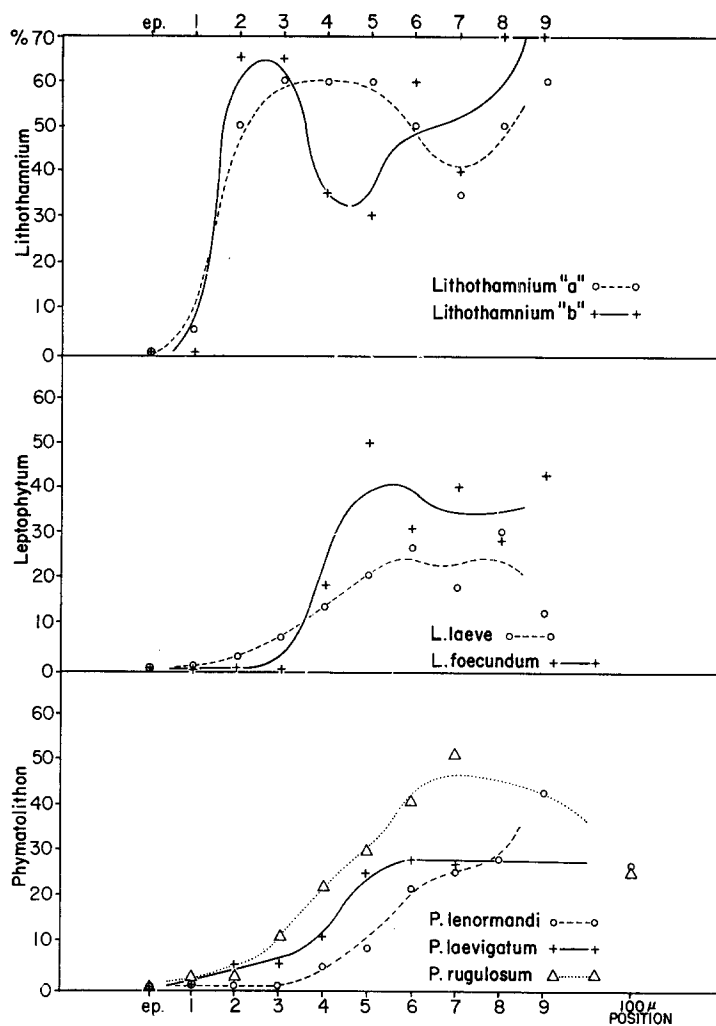 ep. 1 2 3 4 5 6 7 8 9
% 70
60
50
40
30
20
10
0
Lithothamnium
Lithothamnium "a" o-----o
Lithothamnium "b" +——+
50
40
30
20
10
0
Leptophytum
L. laeve o-----o
L. foecundum +——+
60
50
40
30
20
10
0
Phymatolithon
P. lenormandi o-----o
P. laevigatum +——+
P. rugulosum △········△
ep. 1 2 3 4 5 6 7 8 9 100 μ
POSITION